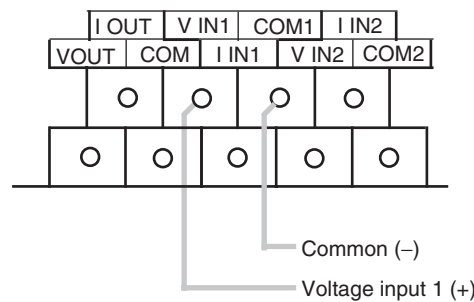 I OUT V IN1 COM1 I IN2
VOUT COM I IN1 V IN2 COM2
Common (–)
Voltage input 1 (+)